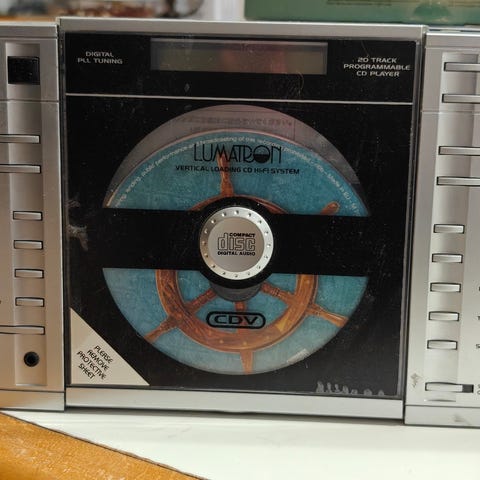 DIGITAL
PLL TUNING
20 TRACK
PROGRAMMABLE
CD PLAYER
LUMATRON
VERTICAL LOADING CD HI-FI SYSTEM
COMPACT
disc
DIGITAL AUDIO
CDV
PLEASE
REMOVE
PROTECTIVE
SHEET